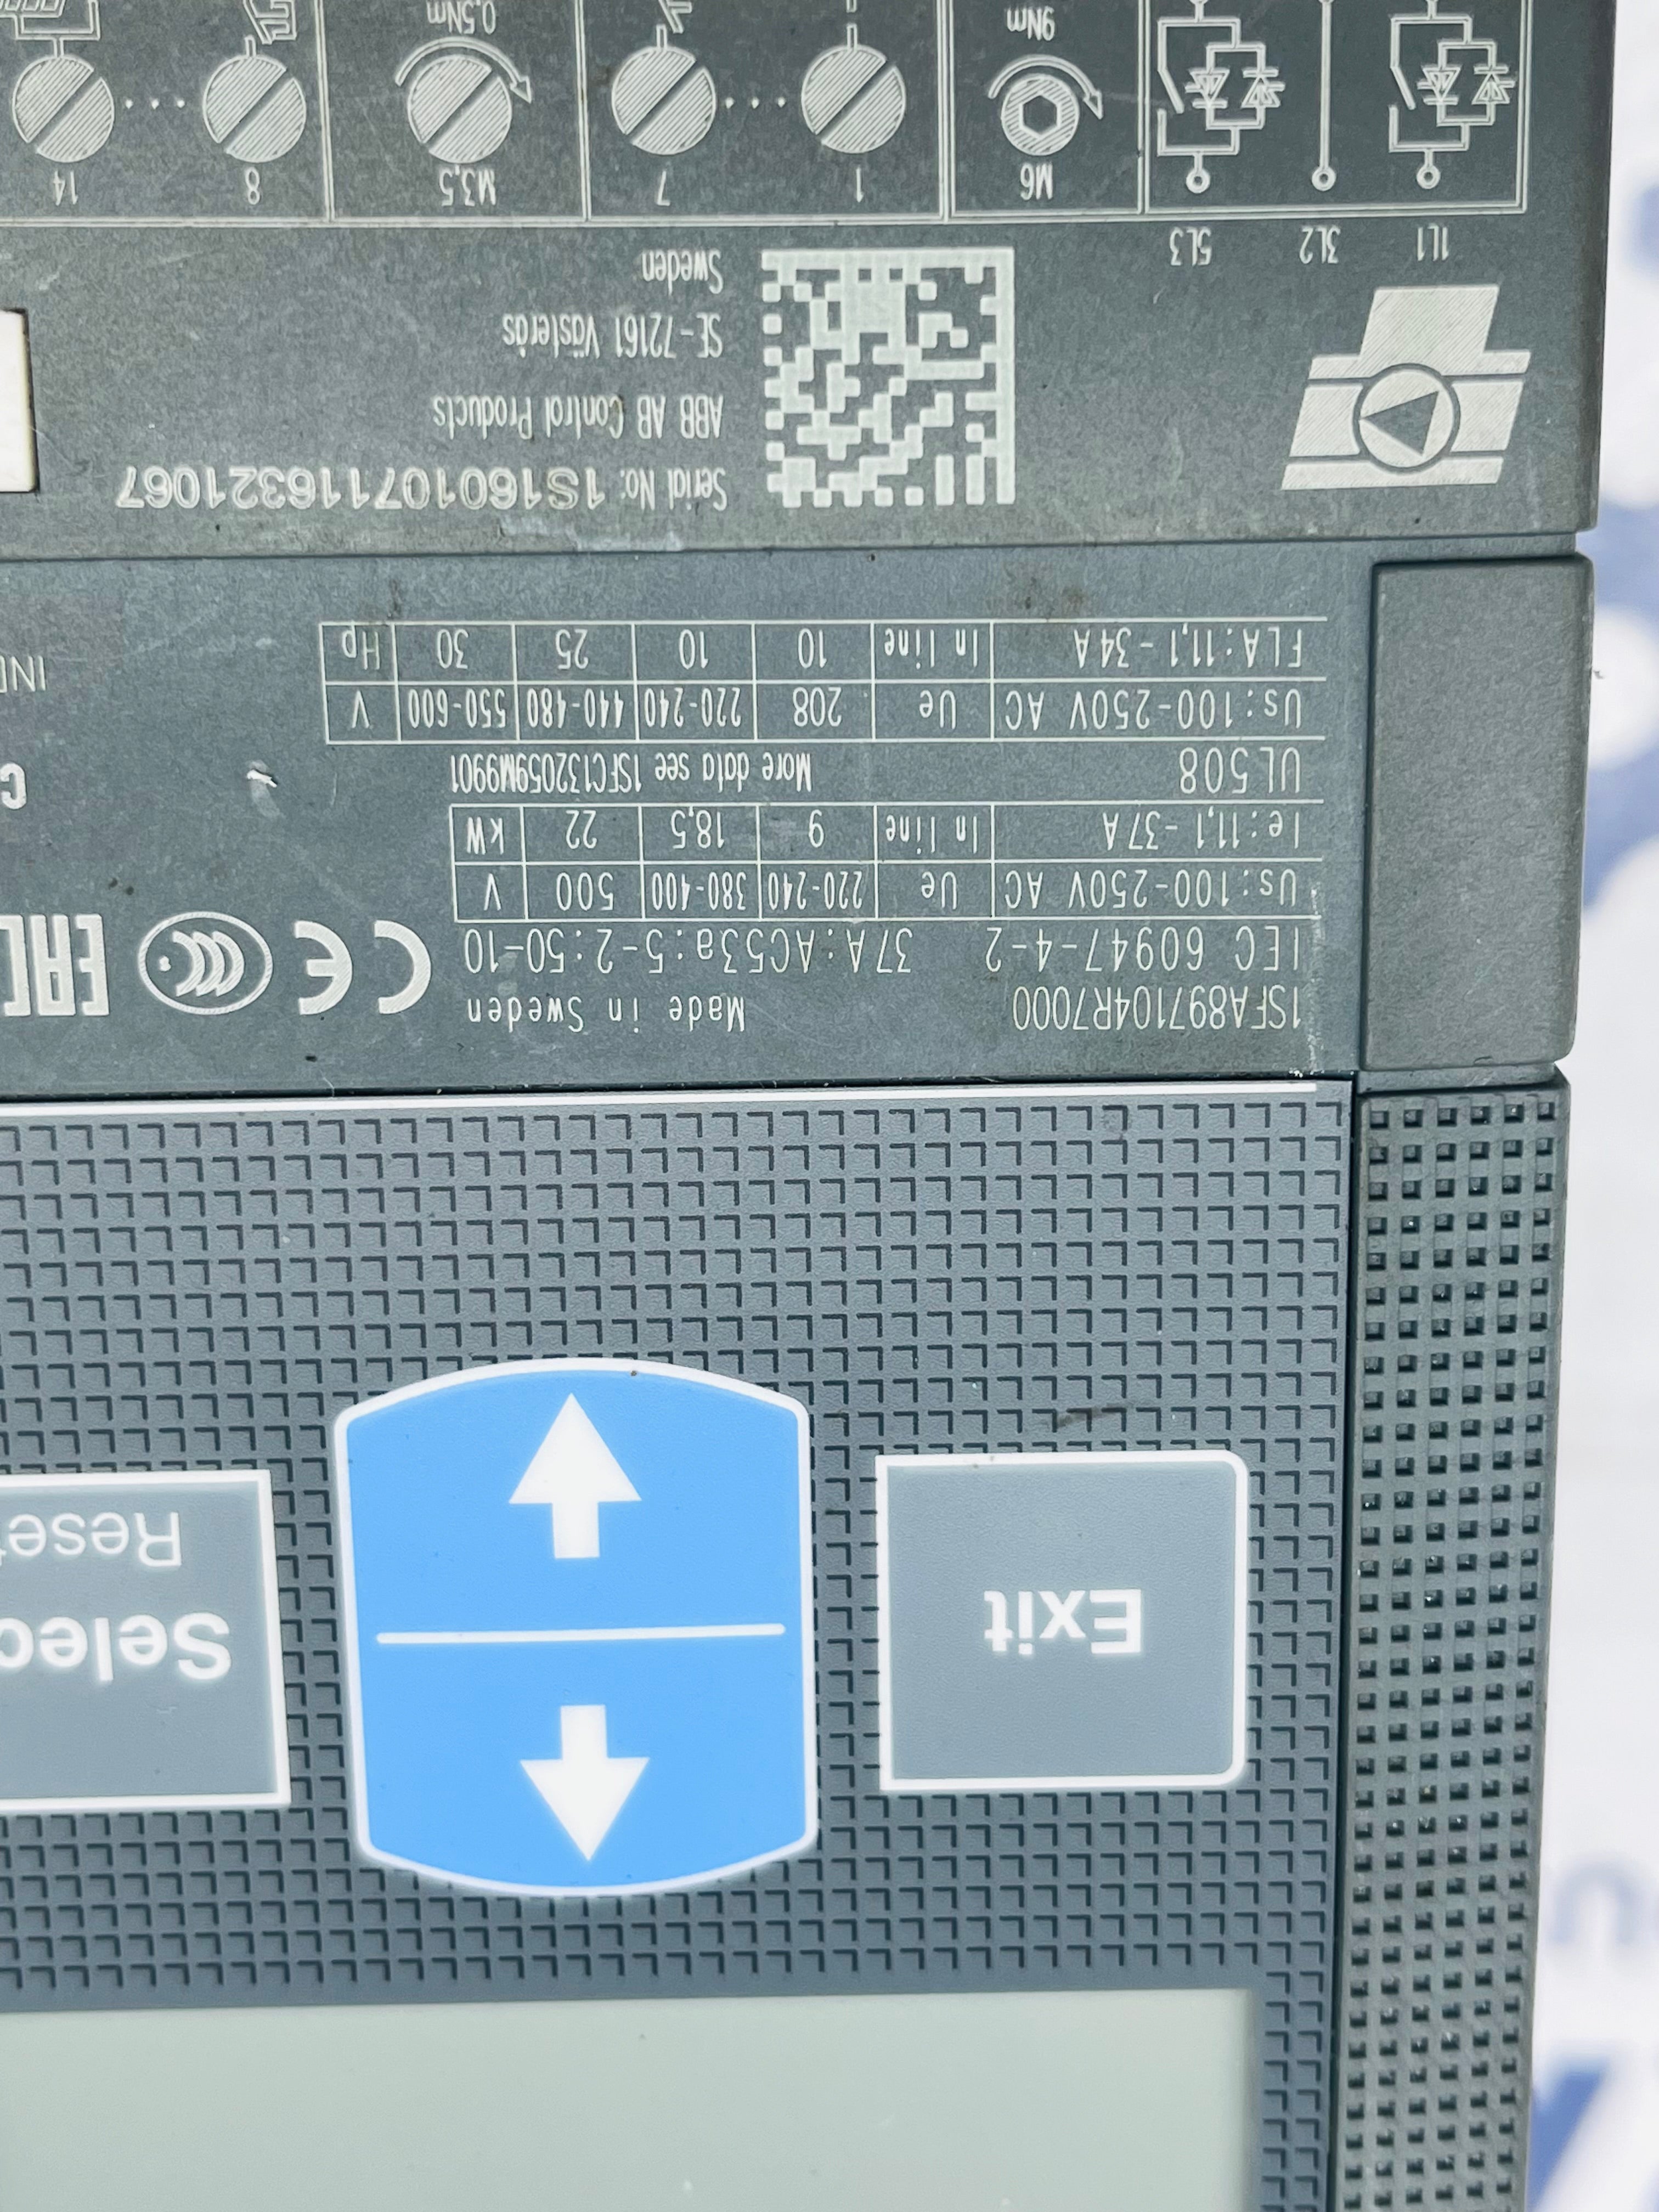 Exit
1SFA897104R7000 Made in Sweden
IEC 60947-4-2 37A:AC53a:5-2:50-10 CE CCC
Us:100-250V AC Ue 220-240 380-400 500 V
Ie:11,1-37A In line 9 18,5 22 kW
UL508 More data see 1SFC132059M9901
Us:100-250V AC Ue 208 220-240 440-480 550-600 V
FLA:11,1-34A In line 10 10 25 30 Hp
Serial No: 1S160107116321067
ABB AB Control Products
SE-72161 Västerås
Sweden
1L1 3L2 5L3
M6 1 7 M3,5 8 14
9Nm 0,5Nm